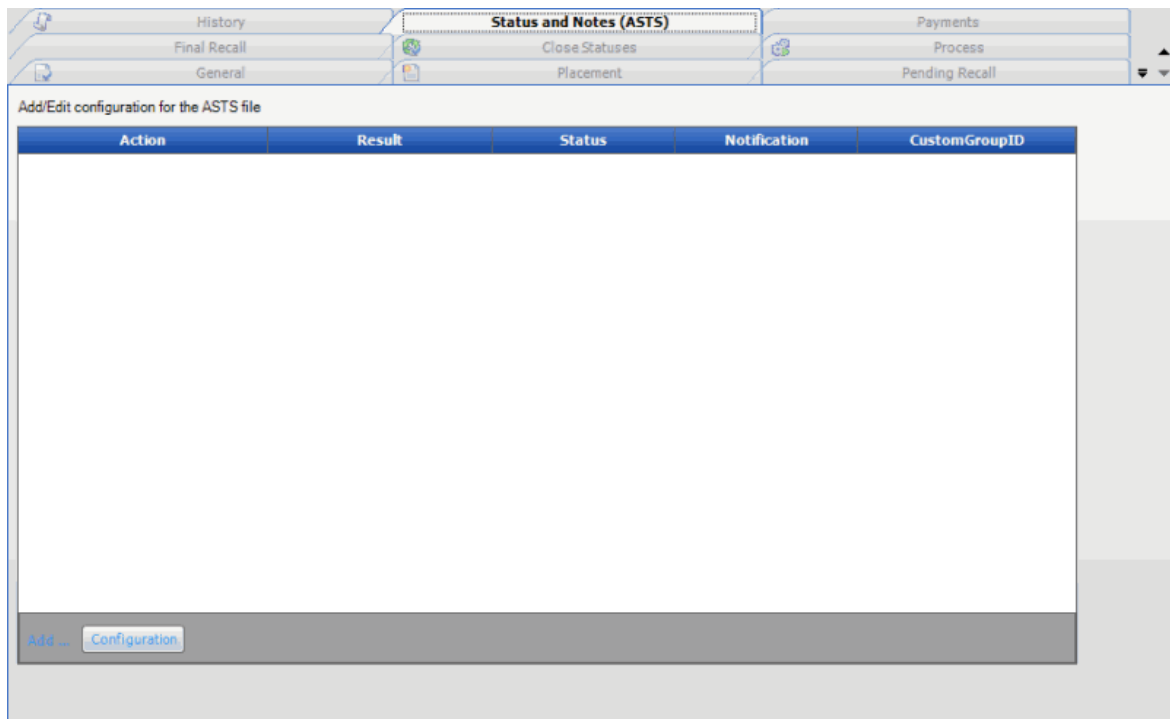 History Status and Notes (ASTS) Payments
Final Recall Close Statuses Process
General Placement Pending Recall
Add/Edit configuration for the ASTS file
Action Result Status Notification CustomGroupID
Add ... Configuration